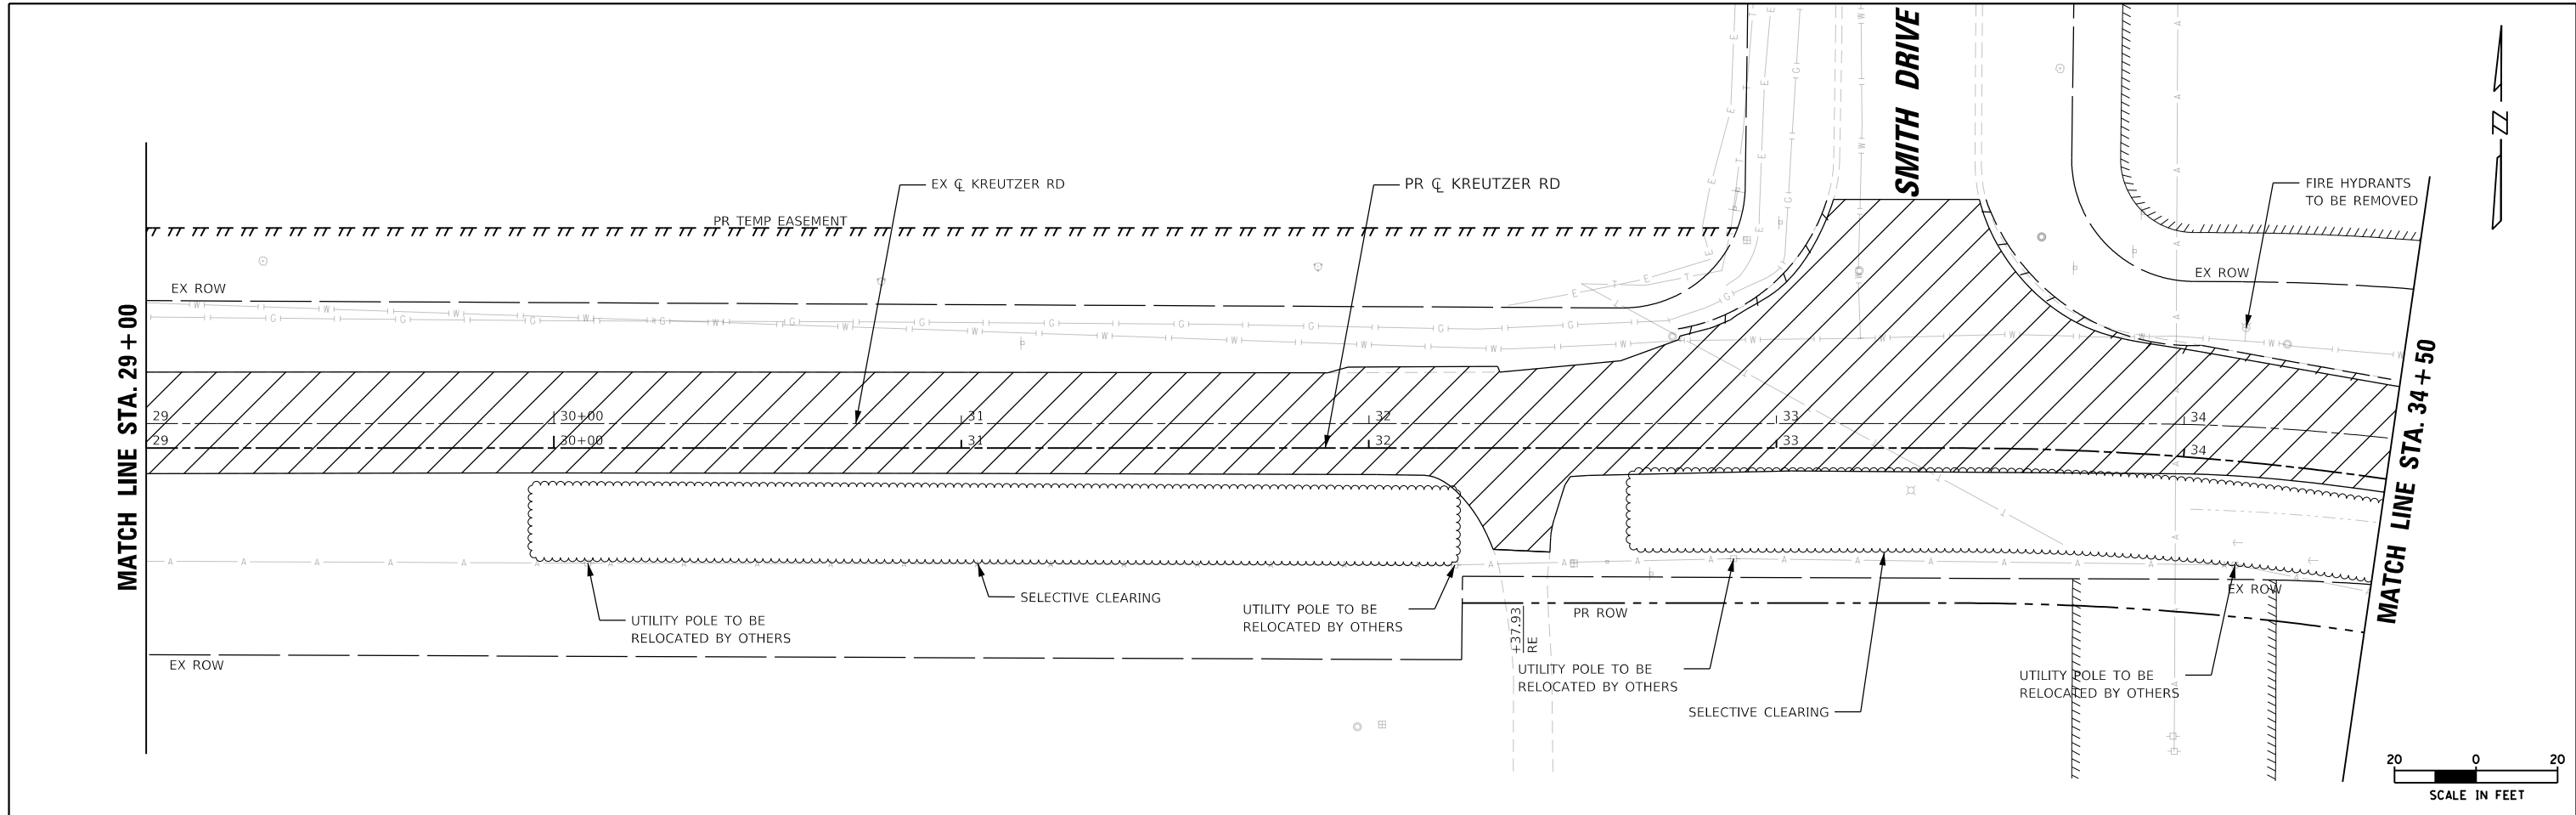 SMITH DRIVE
EX ℄ KREUTZER RD
PR ℄ KREUTZER RD
FIRE HYDRANTS
TO BE REMOVED
PR TEMP EASEMENT
EX ROW
EX ROW
MATCH LINE STA. 29+00
29
30+00
31
32
33
34
29
30+00
31
32
33
34
MATCH LINE STA. 34+50
EX ROW
SELECTIVE CLEARING
UTILITY POLE TO BE
RELOCATED BY OTHERS
UTILITY POLE TO BE
RELOCATED BY OTHERS
+37.93
RE
PR ROW
EX ROW
UTILITY POLE TO BE
RELOCATED BY OTHERS
UTILITY POLE TO BE
RELOCATED BY OTHERS
SELECTIVE CLEARING
N
20 0 20
SCALE IN FEET